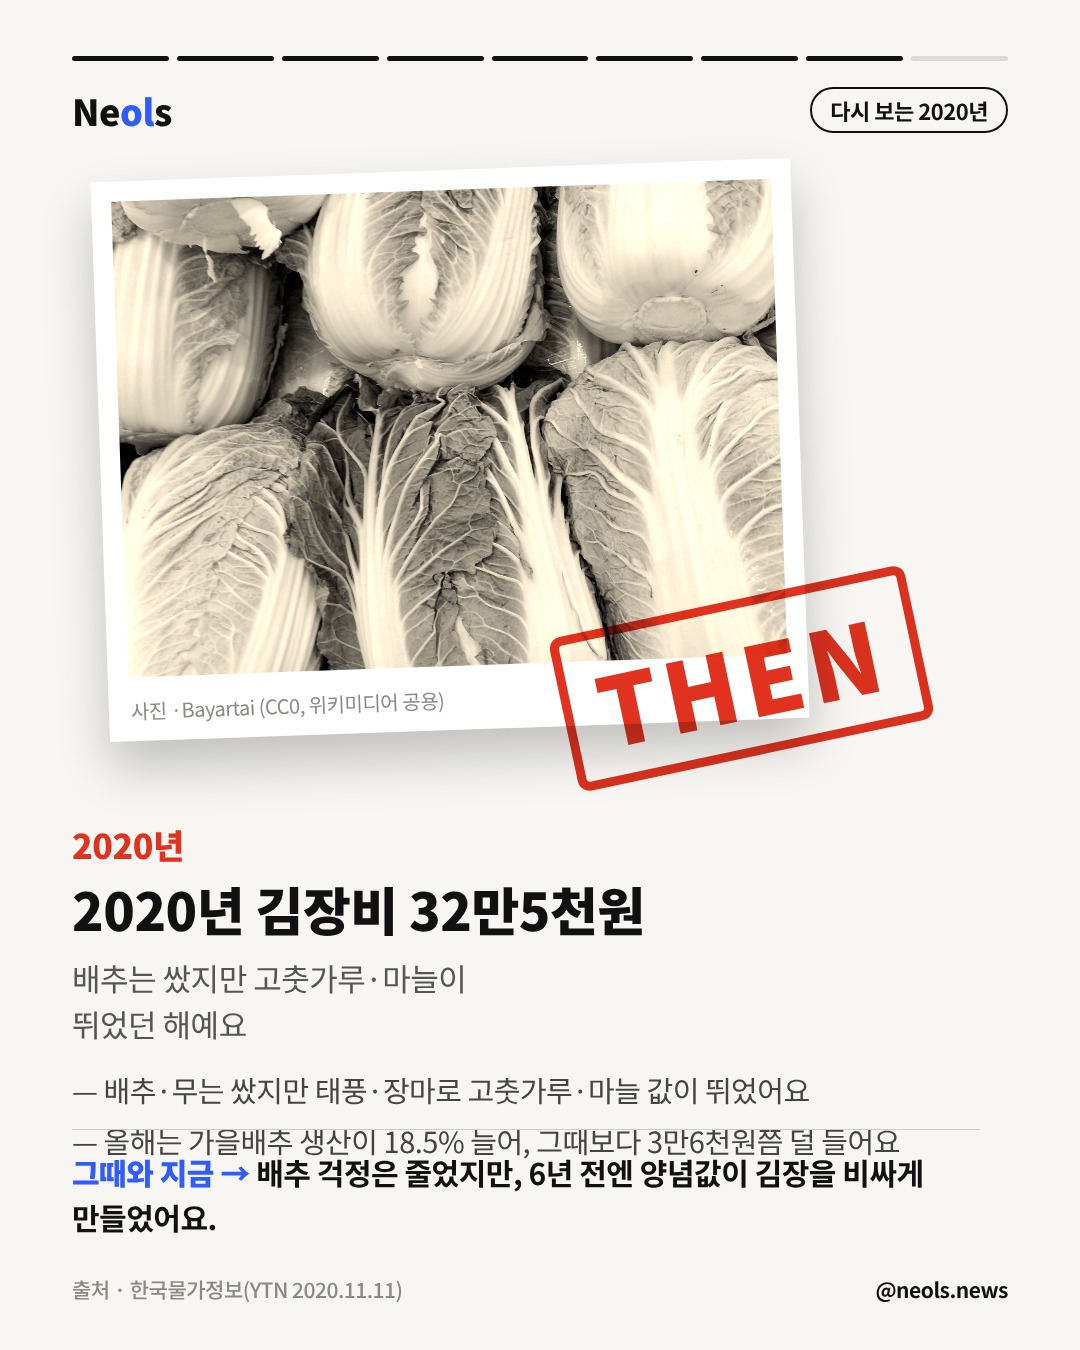 Neols
다시 보는 2020년
사진 · Bayartai (CC0, 위키미디어 공용)
THEN
2020년
2020년 김장비 32만5천원
배추는 쌌지만 고춧가루·마늘이
뛰었던 해예요
— 배추·무는 쌌지만 태풍·장마로 고춧가루·마늘 값이 뛰었어요
— 올해는 가을배추 생산이 18.5% 늘어, 그때보다 3만6천원쯤 덜 들어요
그때와 지금 → 배추 걱정은 줄었지만, 6년 전엔 양념값이 김장을 비싸게
만들었어요.
출처 · 한국물가정보(YTN 2020.11.11)
@neols.news